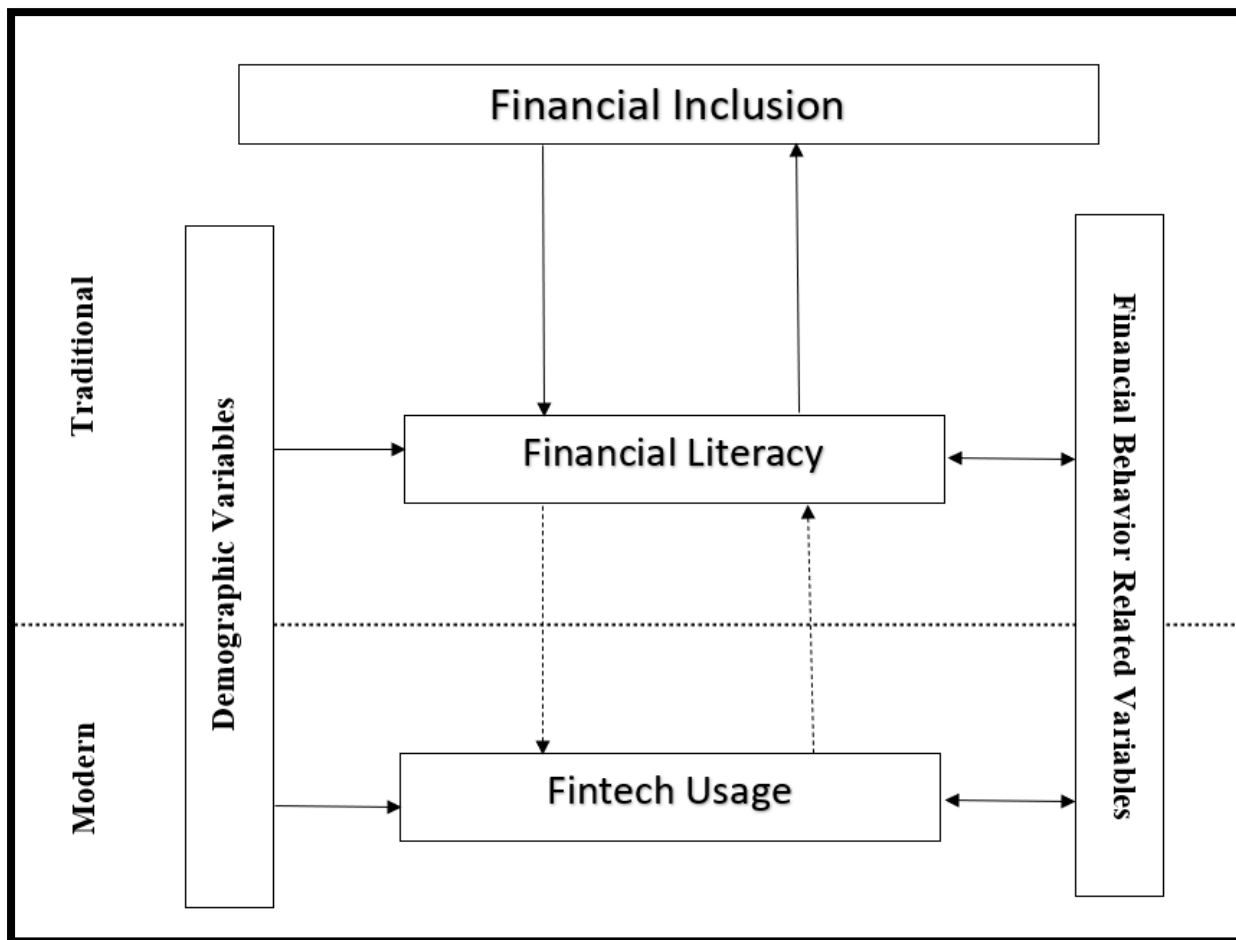 Financial Inclusion
Traditional
Demographic Variables
Financial Literacy
Financial Behavior Related Variables
Modern
Fintech Usage